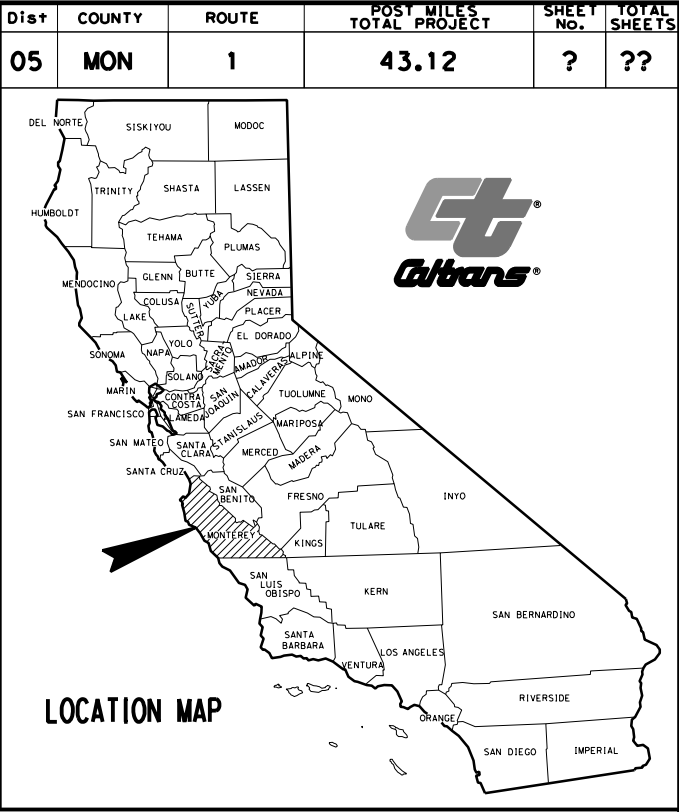 Dist COUNTY ROUTE POST MILES TOTAL PROJECT SHEET No. TOTAL SHEETS
05 MON 1 43.12 ? ??
DEL NORTE
SISKIYOU
MODOC
TRINITY
SHASTA
LASSEN
HUMBOLDT
TEHAMA
PLUMAS
MENDOCINO
GLENN
BUTTE
SIERRA
COLUSA
YUBA
NEVADA
LAKE
SUTTER
PLACER
SONOMA
NAPA
YOLO
SACRA
MENTO
EL DORADO
SOLANO
AMADOR
ALPINE
MARIN
CONTRA
COSTA
SAN
JOAQUIN
CALAVERAS
TUOLUMNE
MONO
SAN FRANCISCO
ALAMEDA
STANISLAUS
MARIPOSA
SAN MATEO
SANTA
CLARA
MERCED
MADERA
SANTA CRUZ
SAN
BENITO
FRESNO
INYO
MONTEREY
KINGS
TULARE
SAN
LUIS
OBISPO
KERN
SAN BERNARDINO
SANTA
BARBARA
VENTURA
LOS ANGELES
ORANGE
RIVERSIDE
SAN DIEGO
IMPERIAL
Ct®
Caltrans®
LOCATION MAP